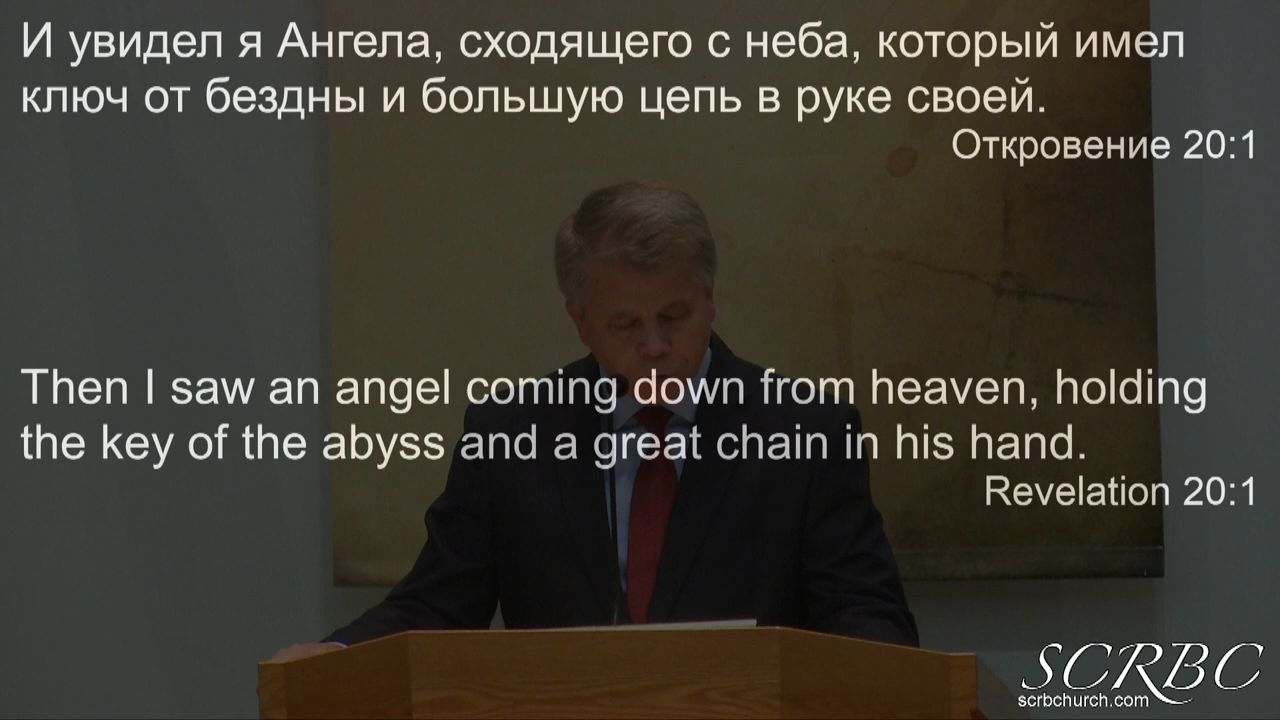 И увидел я Ангела, сходящего с неба, который имел
ключ от бездны и большую цепь в руке своей.
Откровение 20:1
Then I saw an angel coming down from heaven, holding
the key of the abyss and a great chain in his hand.
Revelation 20:1
SCRBC
scrbchurch.com